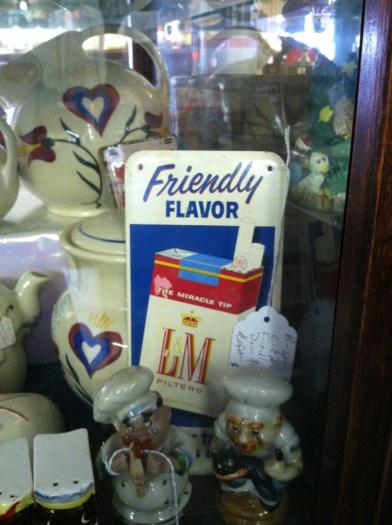 Friendly
FLAVOR
THE MIRACLE TIP
L&M
FILTERS